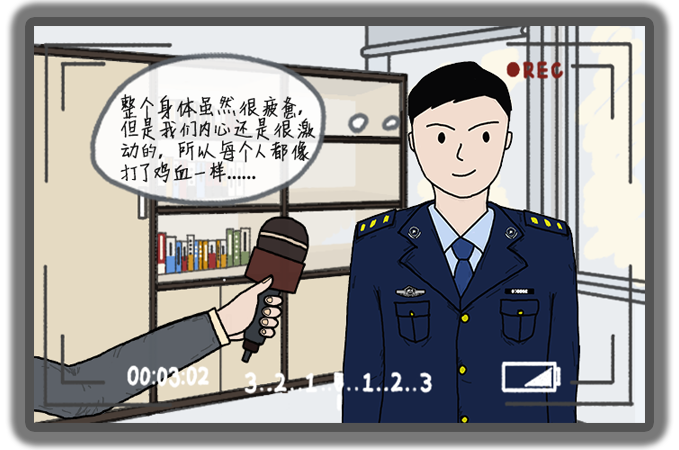 整个身体虽然很疲惫，
但是我们内心还是很激
动的，所以每个人都像
打了鸡血一样......
REC
00:03:02
3..2..1..
..1..2..3